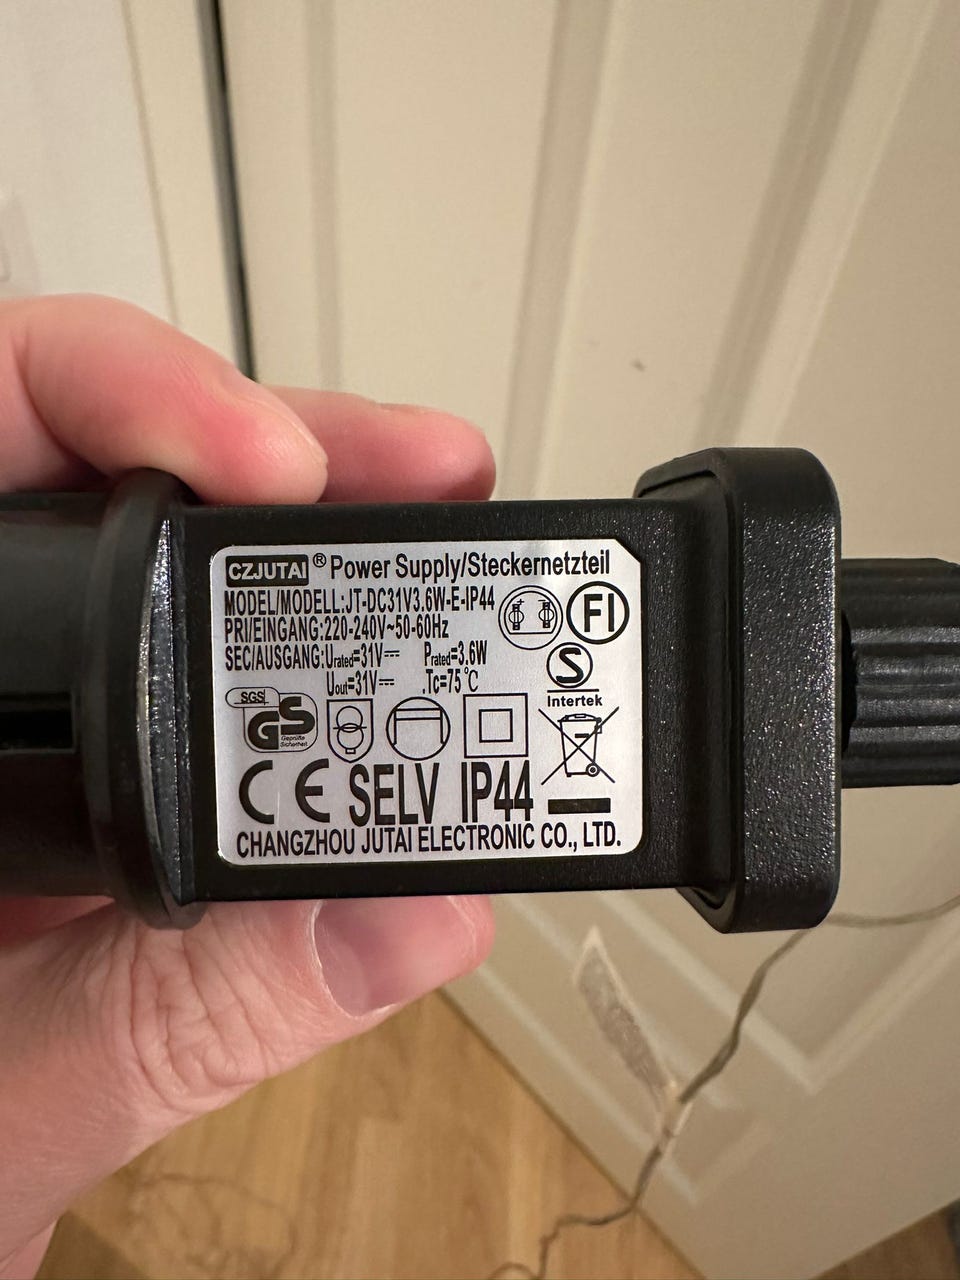 CZJUTAI ® Power Supply/Steckernetzteil
MODEL/MODELL:JT-DC31V3.6W-E-IP44
PRI/EINGANG:220-240V~50-60Hz
SEC/AUSGANG:Urated=31V⎓ Prated=3.6W
Uout=31V⎓ .Tc=75℃
FI
S
Intertek
SGS
GS
Geprüfte
Sicherheit
CE SELV IP44
CHANGZHOU JUTAI ELECTRONIC CO., LTD.